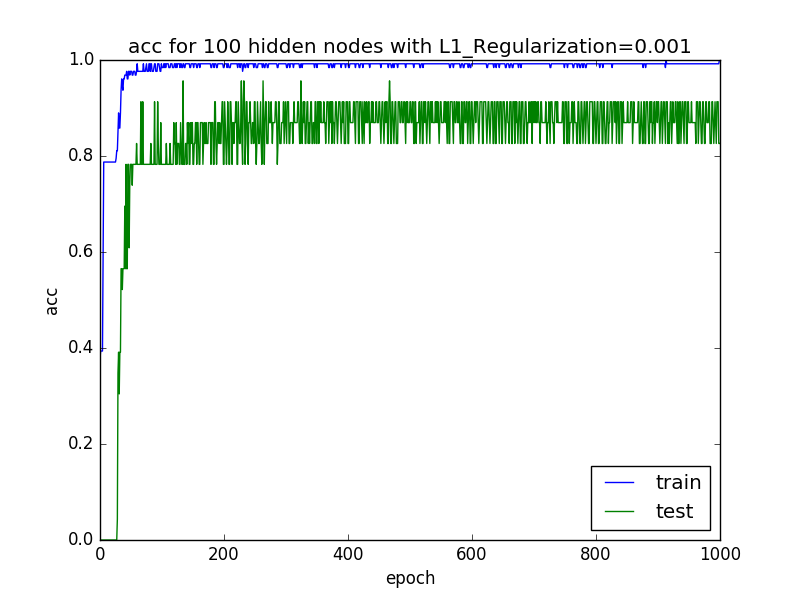 acc for 100 hidden nodes with L1_Regularization=0.001
1.0
0.8
0.6
0.4
0.2
0.0
acc
0 200 400 600 800 1000
epoch
train
test